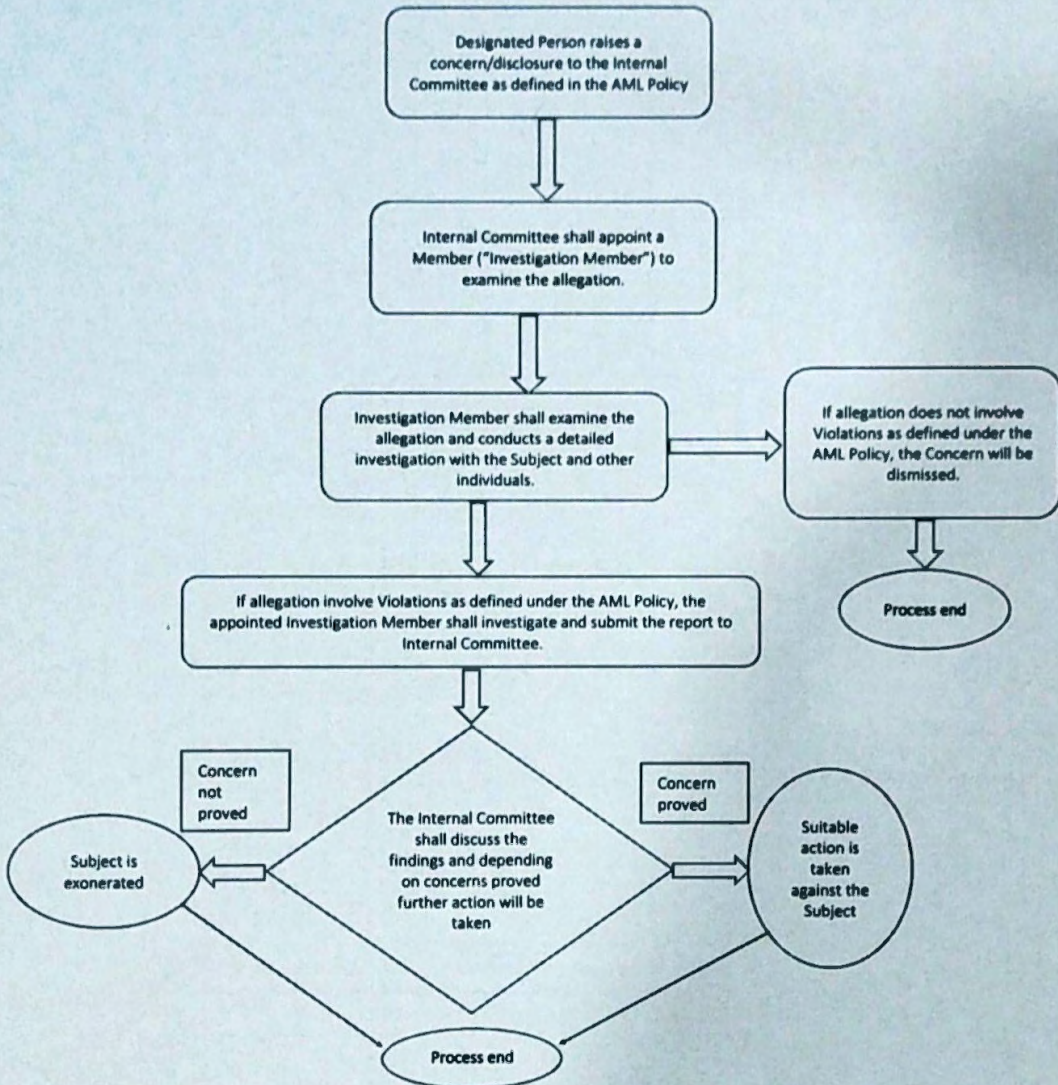 Designated Person raises a
concern/disclosure to the Internal
Committee as defined in the AML Policy
Internal Committee shall appoint a
Member ("Investigation Member") to
examine the allegation.
Investigation Member shall examine the
allegation and conducts a detailed
investigation with the Subject and other
individuals.
If allegation does not involve
Violations as defined under the
AML Policy, the Concern will be
dismissed.
Process end
If allegation involve Violations as defined under the AML Policy, the
appointed Investigation Member shall investigate and submit the report to
Internal Committee.
Concern
not
proved
Concern
proved
The Internal Committee
shall discuss the
findings and depending
on concerns proved
further action will be
taken
Subject is
exonerated
Suitable
action is
taken
against the
Subject
Process end